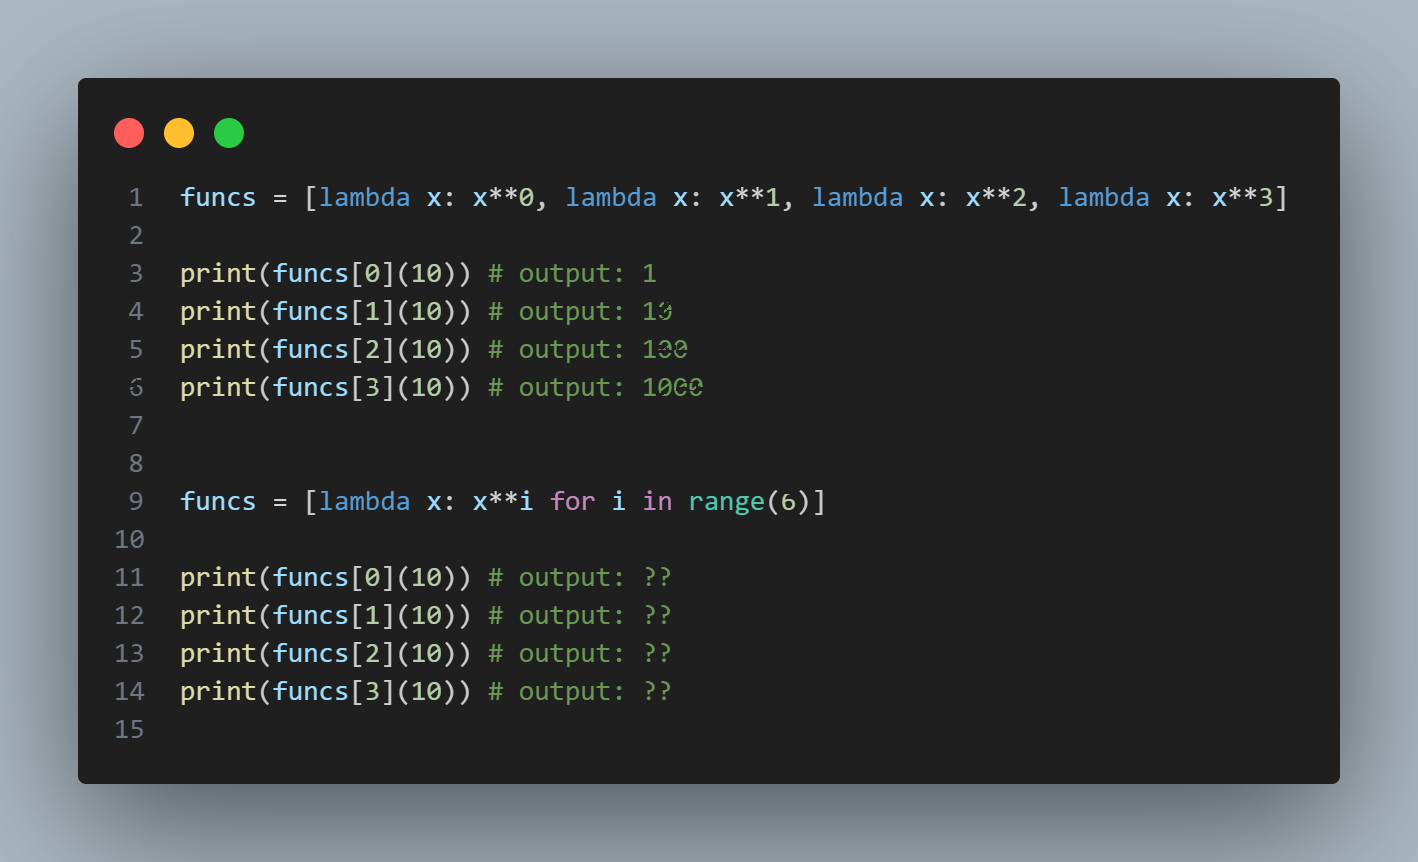 1 funcs = [lambda x: x**0, lambda x: x**1, lambda x: x**2, lambda x: x**3]
2
3 print(funcs[0](10)) # output: 1
4 print(funcs[1](10)) # output: 10
5 print(funcs[2](10)) # output: 100
6 print(funcs[3](10)) # output: 1000
7
8
9 funcs = [lambda x: x**i for i in range(6)]
10
11 print(funcs[0](10)) # output: ??
12 print(funcs[1](10)) # output: ??
13 print(funcs[2](10)) # output: ??
14 print(funcs[3](10)) # output: ??
15